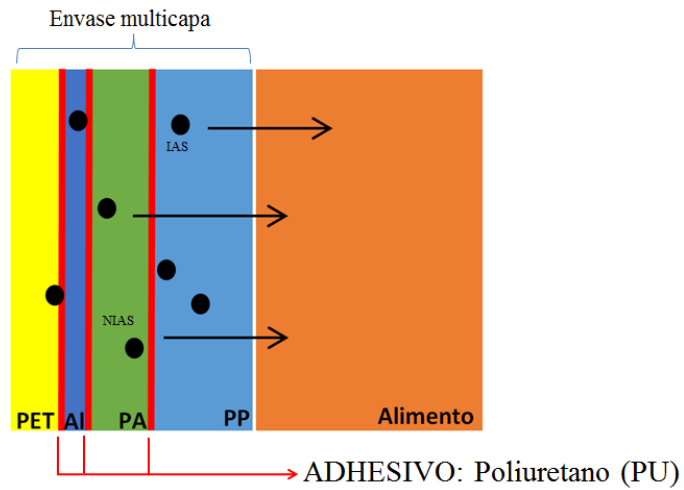 Envase multicapa
IAS
NIAS
PET Al PA PP Alimento
ADHESIVO: Poliuretano (PU)